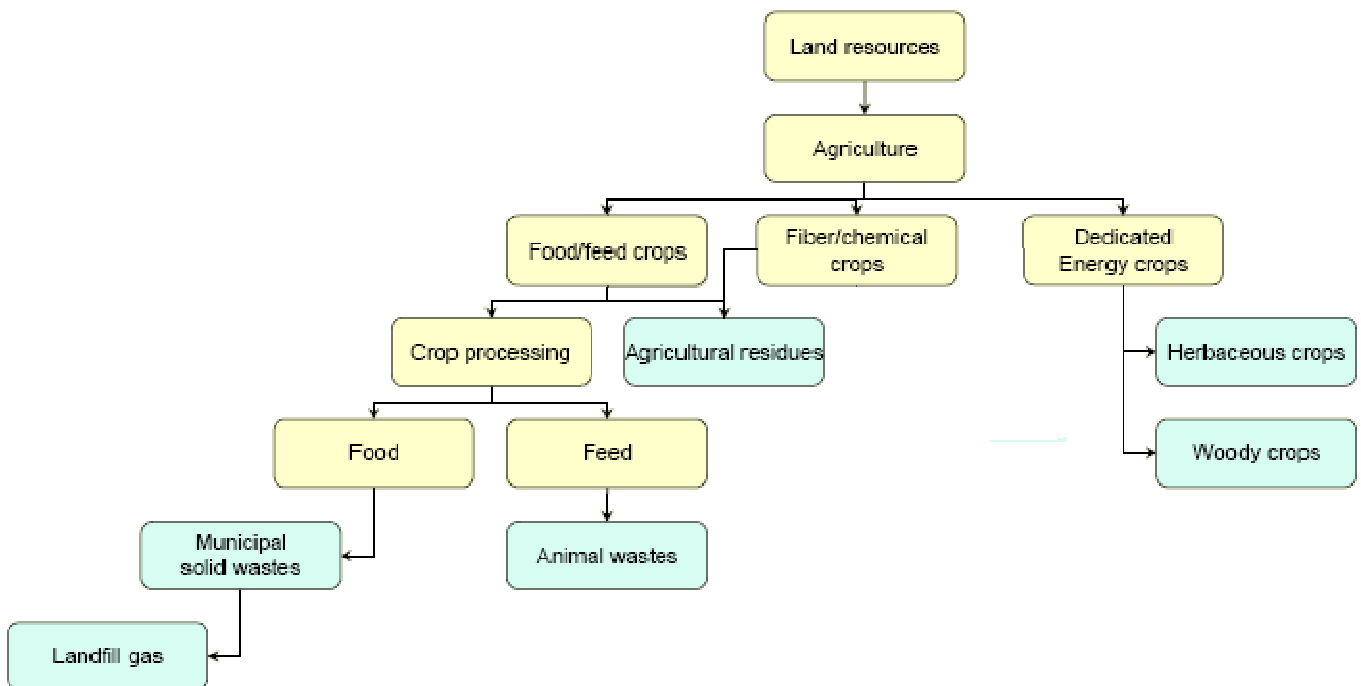 Land resources
Agriculture
Food/feed crops
Fiber/chemical
crops
Dedicated
Energy crops
Crop processing
Agricultural residues
Herbaceous crops
Food
Feed
Woody crops
Municipal
solid wastes
Animal wastes
Landfill gas